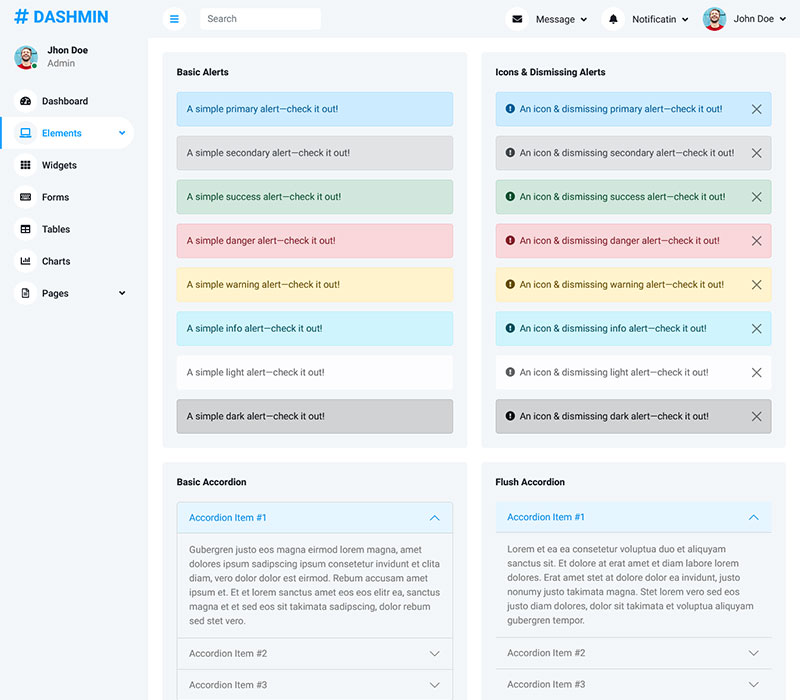 # DASHMIN
Search
Message
Notificatin
John Doe
Jhon Doe
Admin
Dashboard
Elements
Widgets
Forms
Tables
Charts
Pages
Basic Alerts
A simple primary alert—check it out!
A simple secondary alert—check it out!
A simple success alert—check it out!
A simple danger alert—check it out!
A simple warning alert—check it out!
A simple info alert—check it out!
A simple light alert—check it out!
A simple dark alert—check it out!
Icons & Dismissing Alerts
An icon & dismissing primary alert—check it out!
An icon & dismissing secondary alert—check it out!
An icon & dismissing success alert—check it out!
An icon & dismissing danger alert—check it out!
An icon & dismissing warning alert—check it out!
An icon & dismissing info alert—check it out!
An icon & dismissing light alert—check it out!
An icon & dismissing dark alert—check it out!
Basic Accordion
Accordion Item #1
Gubergren justo eos magna eirmod lorem magna, amet
dolores ipsum sadipscing ipsum consetetur invidunt et clita
diam, vero dolor dolor est eirmod. Rebum accusam amet
ipsum et. Et et lorem sanctus amet eos eos elitr ea, sanctus
magna et et sed eos sit takimata sadipscing, dolor rebum
sed stet vero.
Accordion Item #2
Accordion Item #3
Flush Accordion
Accordion Item #1
Lorem et ea ea consetetur voluptua duo et aliquyam
sanctus sit. Et dolore at erat amet et diam labore lorem
dolores. Erat amet stet at dolore dolor ea invidunt, justo
nonumy justo takimata magna. Stet lorem vero sed eos
justo diam dolores, dolor sit takimata et voluptua aliquyam
gubergren tempor.
Accordion Item #2
Accordion Item #3